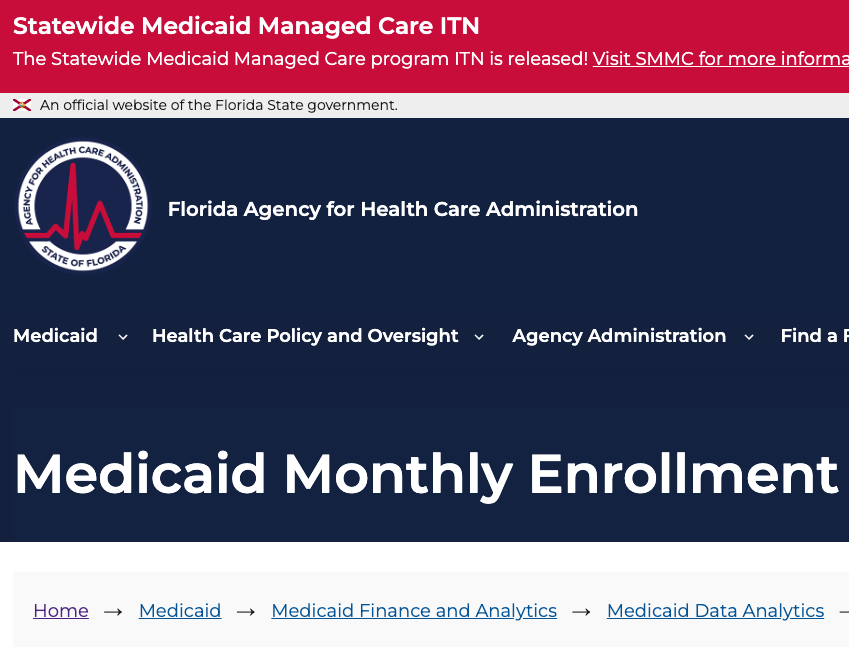 Statewide Medicaid Managed Care ITN
The Statewide Medicaid Managed Care program ITN is released! Visit SMMC for more informa
An official website of the Florida State government.
AGENCY FOR HEALTH CARE ADMINISTRATION
STATE OF FLORIDA
Florida Agency for Health Care Administration
Medicaid Health Care Policy and Oversight Agency Administration Find a F
Medicaid Monthly Enrollment
Home → Medicaid → Medicaid Finance and Analytics → Medicaid Data Analytics →